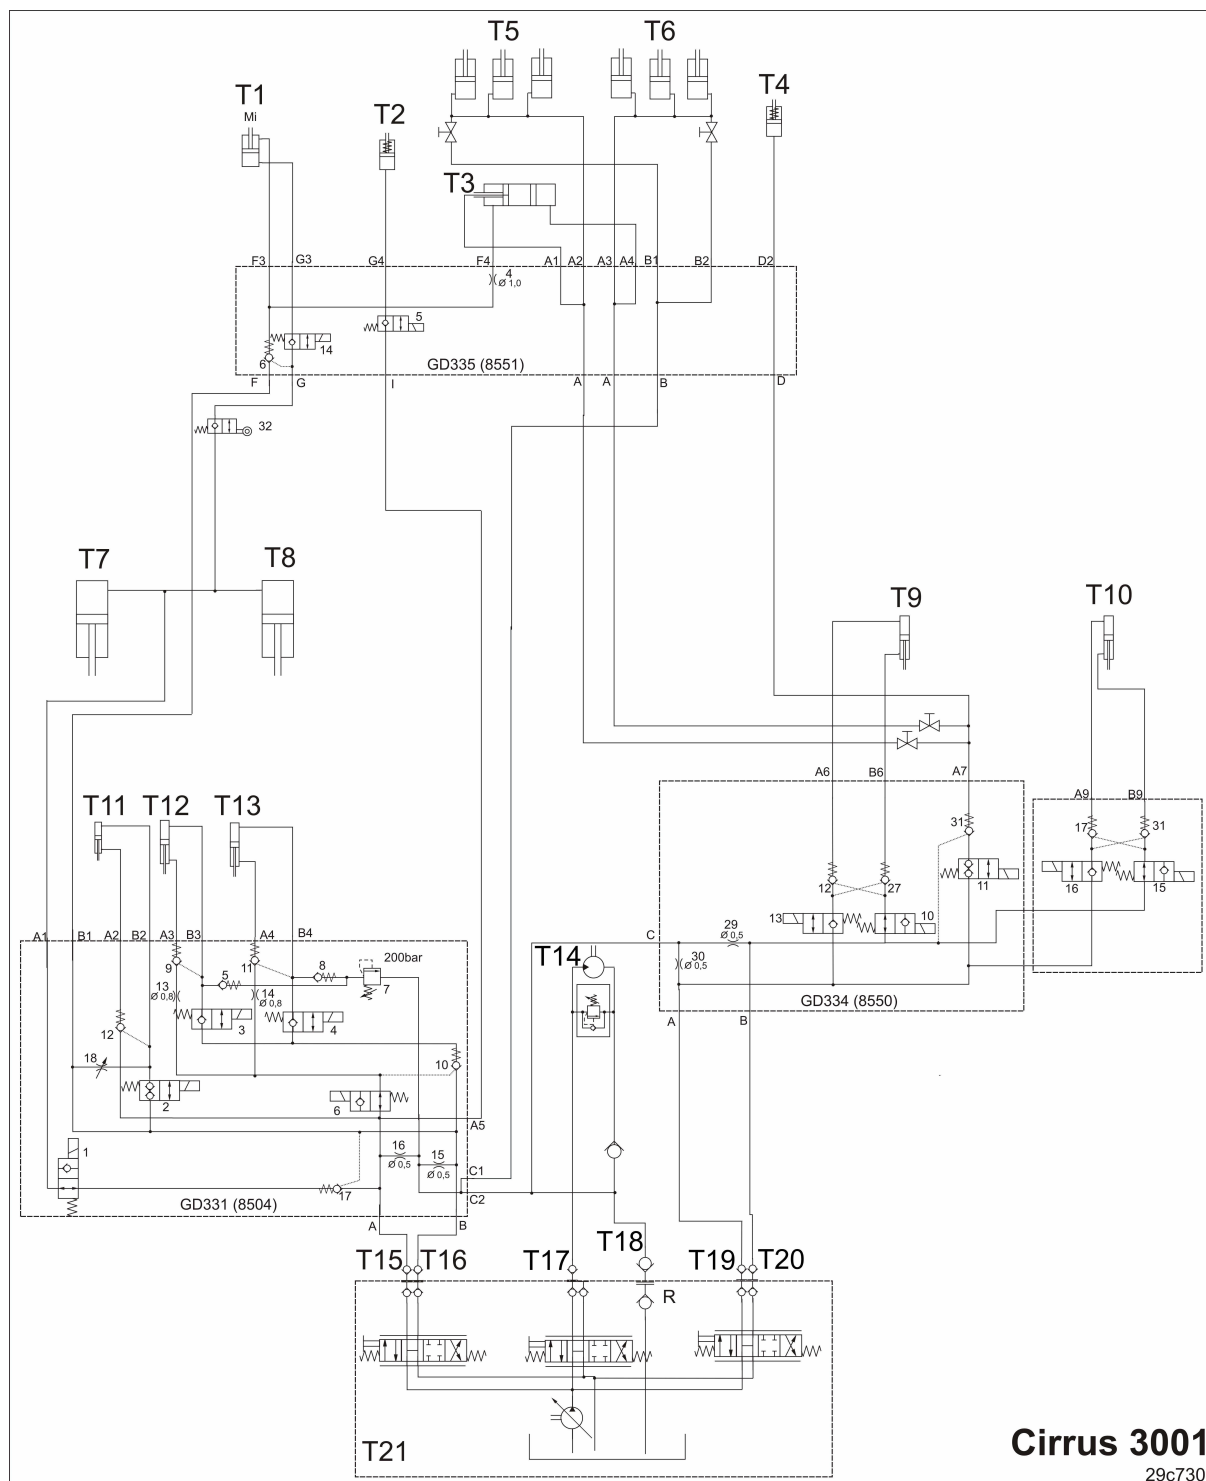 T5 T6
T1 T4
Mi T2
T3
F3 G3 G4 F4 A1 A2 A3 A4 B1 B2 D2
4
Ø 1,0
5
14
6
GD335 (8551)
F G I A A B D
32
T7 T8
T9 T10
A6 B6 A7 A9 B9
T11 T12 T13
31 17 31
12 27 11 16 15
13 10
A1 B1 A2 B2 A3 B3 A4 B4
C 29
Ø 0,5
30
Ø 0,5
T14
200bar
9 11 8
5
7
13
Ø 0,8
14
Ø 0,8
GD334 (8550)
3 4
12
A B
18 10
2 6
A5
1
16
Ø 0,5
15
Ø 0,5
C1
17
C2
GD331 (8504)
A B
T15 T16 T17 T18 T19 T20
R
T21
Cirrus 3001
29c730